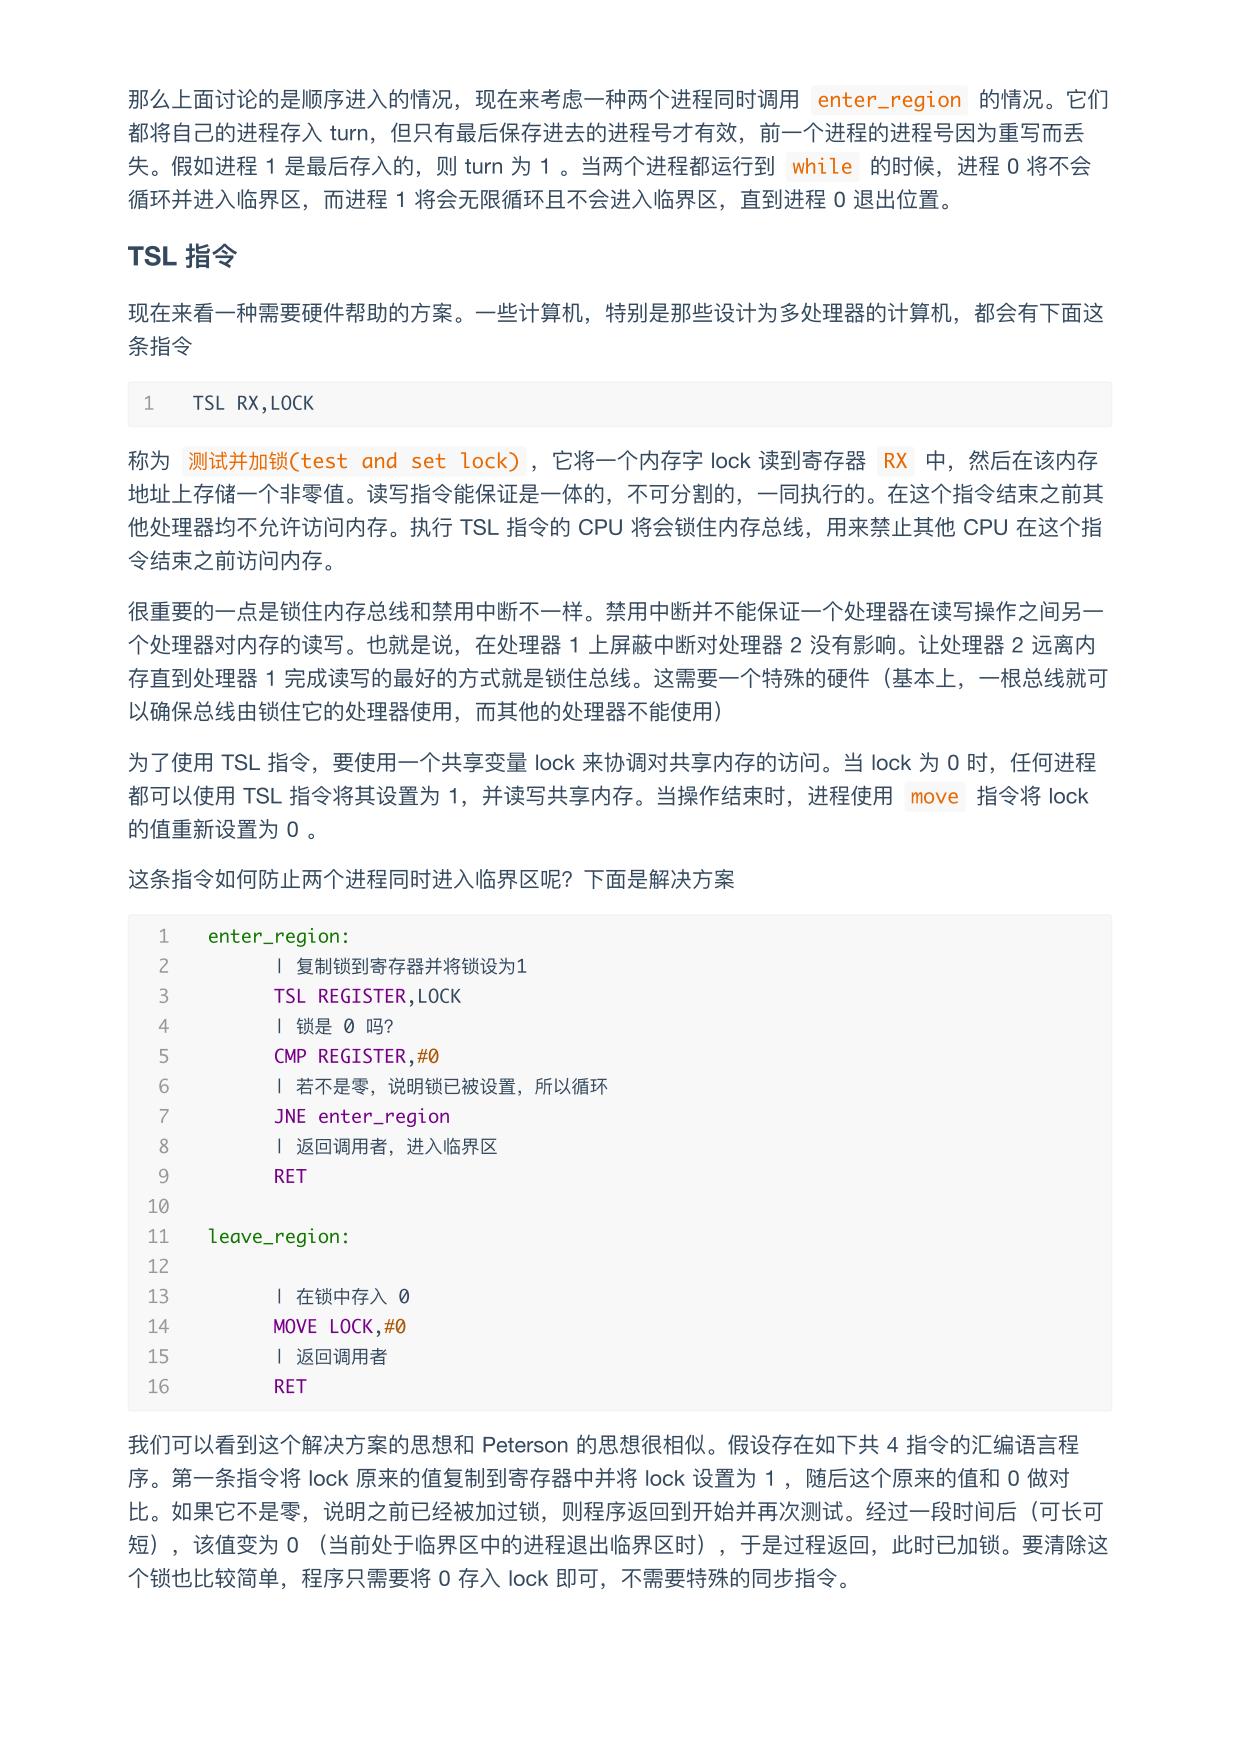 那么上面讨论的是顺序进入的情况，现在来考虑一种两个进程同时调用 enter_region 的情况。它们
都将自己的进程存入 turn，但只有最后保存进去的进程号才有效，前一个进程的进程号因为重写而丢
失。假如进程 1 是最后存入的，则 turn 为 1 。当两个进程都运行到 while 的时候，进程 0 将不会
循环并进入临界区，而进程 1 将会无限循环且不会进入临界区，直到进程 0 退出位置。
TSL 指令
现在来看一种需要硬件帮助的方案。一些计算机，特别是那些设计为多处理器的计算机，都会有下面这
条指令
1 TSL RX,LOCK
称为 测试并加锁(test and set lock) ，它将一个内存字 lock 读到寄存器 RX 中，然后在该内存
地址上存储一个非零值。读写指令能保证是一体的，不可分割的，一同执行的。在这个指令结束之前其
他处理器均不允许访问内存。执行 TSL 指令的 CPU 将会锁住内存总线，用来禁止其他 CPU 在这个指
令结束之前访问内存。
很重要的一点是锁住内存总线和禁用中断不一样。禁用中断并不能保证一个处理器在读写操作之间另一
个处理器对内存的读写。也就是说，在处理器 1 上屏蔽中断对处理器 2 没有影响。让处理器 2 远离内
存直到处理器 1 完成读写的最好的方式就是锁住总线。这需要一个特殊的硬件（基本上，一根总线就可
以确保总线由锁住它的处理器使用，而其他的处理器不能使用）
为了使用 TSL 指令，要使用一个共享变量 lock 来协调对共享内存的访问。当 lock 为 0 时，任何进程
都可以使用 TSL 指令将其设置为 1，并读写共享内存。当操作结束时，进程使用 move 指令将 lock
的值重新设置为 0 。
这条指令如何防止两个进程同时进入临界区呢？下面是解决方案
1 enter_region:
2 | 复制锁到寄存器并将锁设为1
3 TSL REGISTER,LOCK
4 | 锁是 0 吗？
5 CMP REGISTER,#0
6 | 若不是零，说明锁已被设置，所以循环
7 JNE enter_region
8 | 返回调用者，进入临界区
9 RET
10
11 leave_region:
12
13 | 在锁中存入 0
14 MOVE LOCK,#0
15 | 返回调用者
16 RET
我们可以看到这个解决方案的思想和 Peterson 的思想很相似。假设存在如下共 4 指令的汇编语言程
序。第一条指令将 lock 原来的值复制到寄存器中并将 lock 设置为 1 ，随后这个原来的值和 0 做对
比。如果它不是零，说明之前已经被加过锁，则程序返回到开始并再次测试。经过一段时间后（可长可
短），该值变为 0 （当前处于临界区中的进程退出临界区时），于是过程返回，此时已加锁。要清除这
个锁也比较简单，程序只需要将 0 存入 lock 即可，不需要特殊的同步指令。